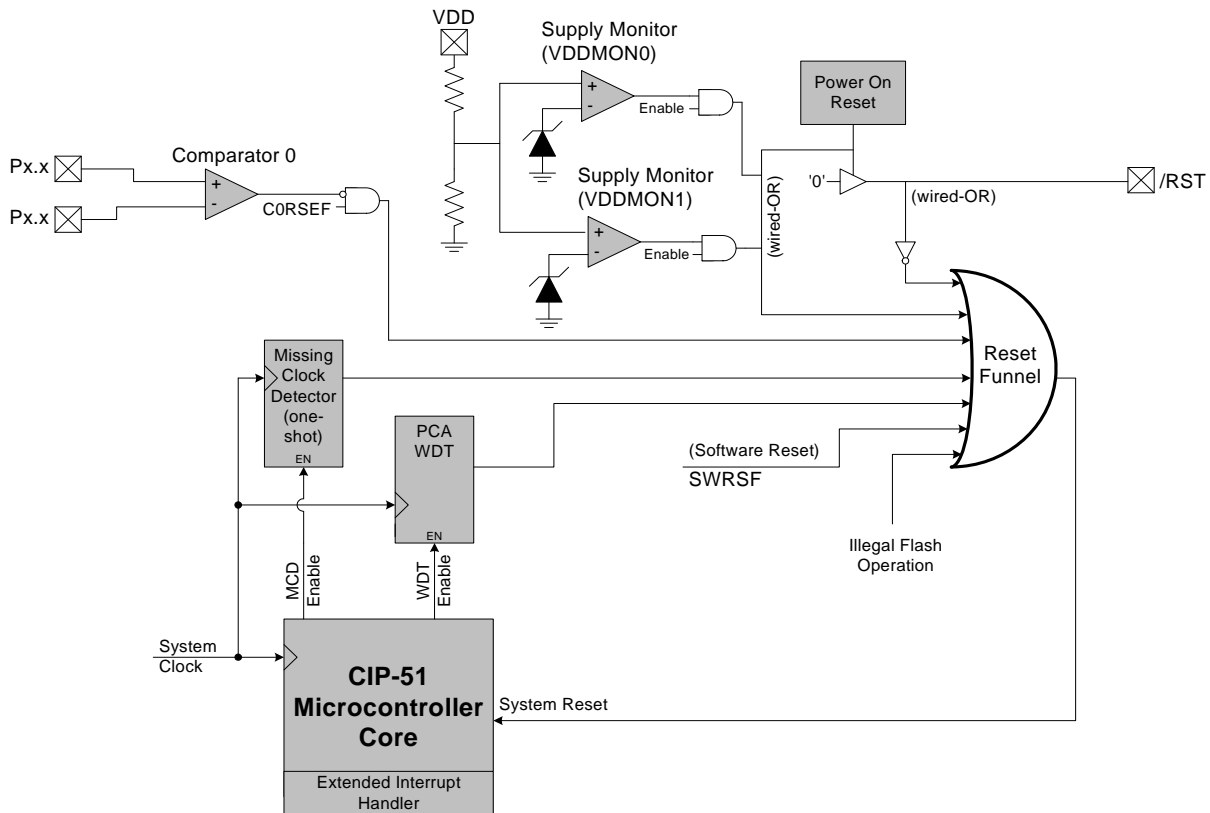 VDD
Supply Monitor
(VDDMON0)
+
-
Enable
Power On
Reset
Px.x
Px.x
Comparator 0
+
-
C0RSEF
Supply Monitor
(VDDMON1)
+
-
Enable
(wired-OR)
'0'
(wired-OR)
/RST
Missing
Clock
Detector
(one-
shot)
EN
PCA
WDT
EN
(Software Reset)
SWRSF
Reset
Funnel
Illegal Flash
Operation
MCD
Enable
WDT
Enable
System
Clock
CIP-51
Microcontroller
Core
System Reset
Extended Interrupt
Handler